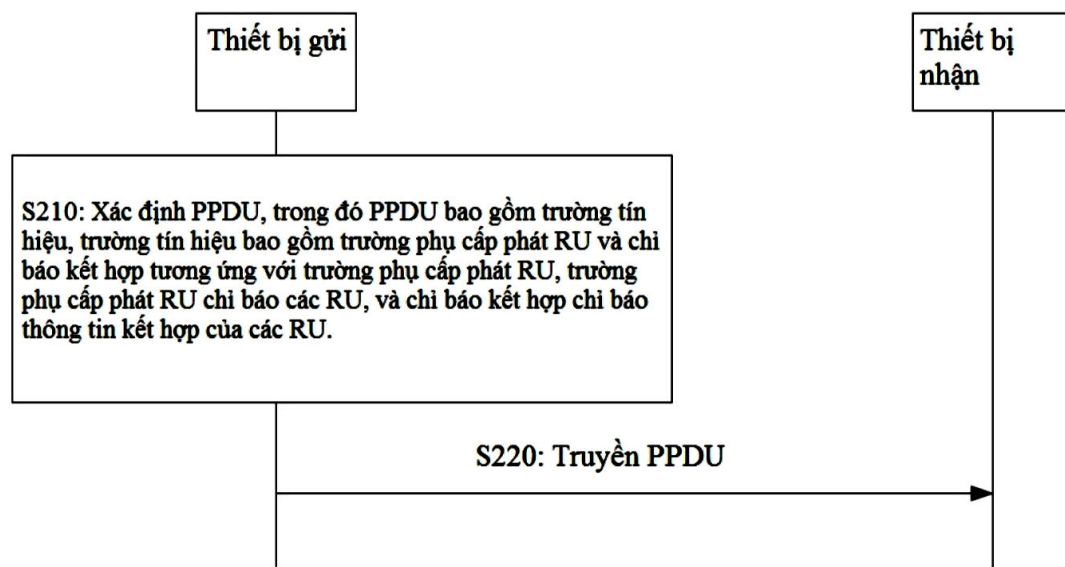 Thiết bị gửi
Thiết bị
nhận
S210: Xác định PPDU, trong đó PPDU bao gồm trường tín
hiệu, trường tín hiệu bao gồm trường phụ cấp phát RU và chỉ
báo kết hợp tương ứng với trường phụ cấp phát RU, trường
phụ cấp phát RU chỉ báo các RU, và chỉ báo kết hợp chỉ báo
thông tin kết hợp của các RU.
S220: Truyền PPDU